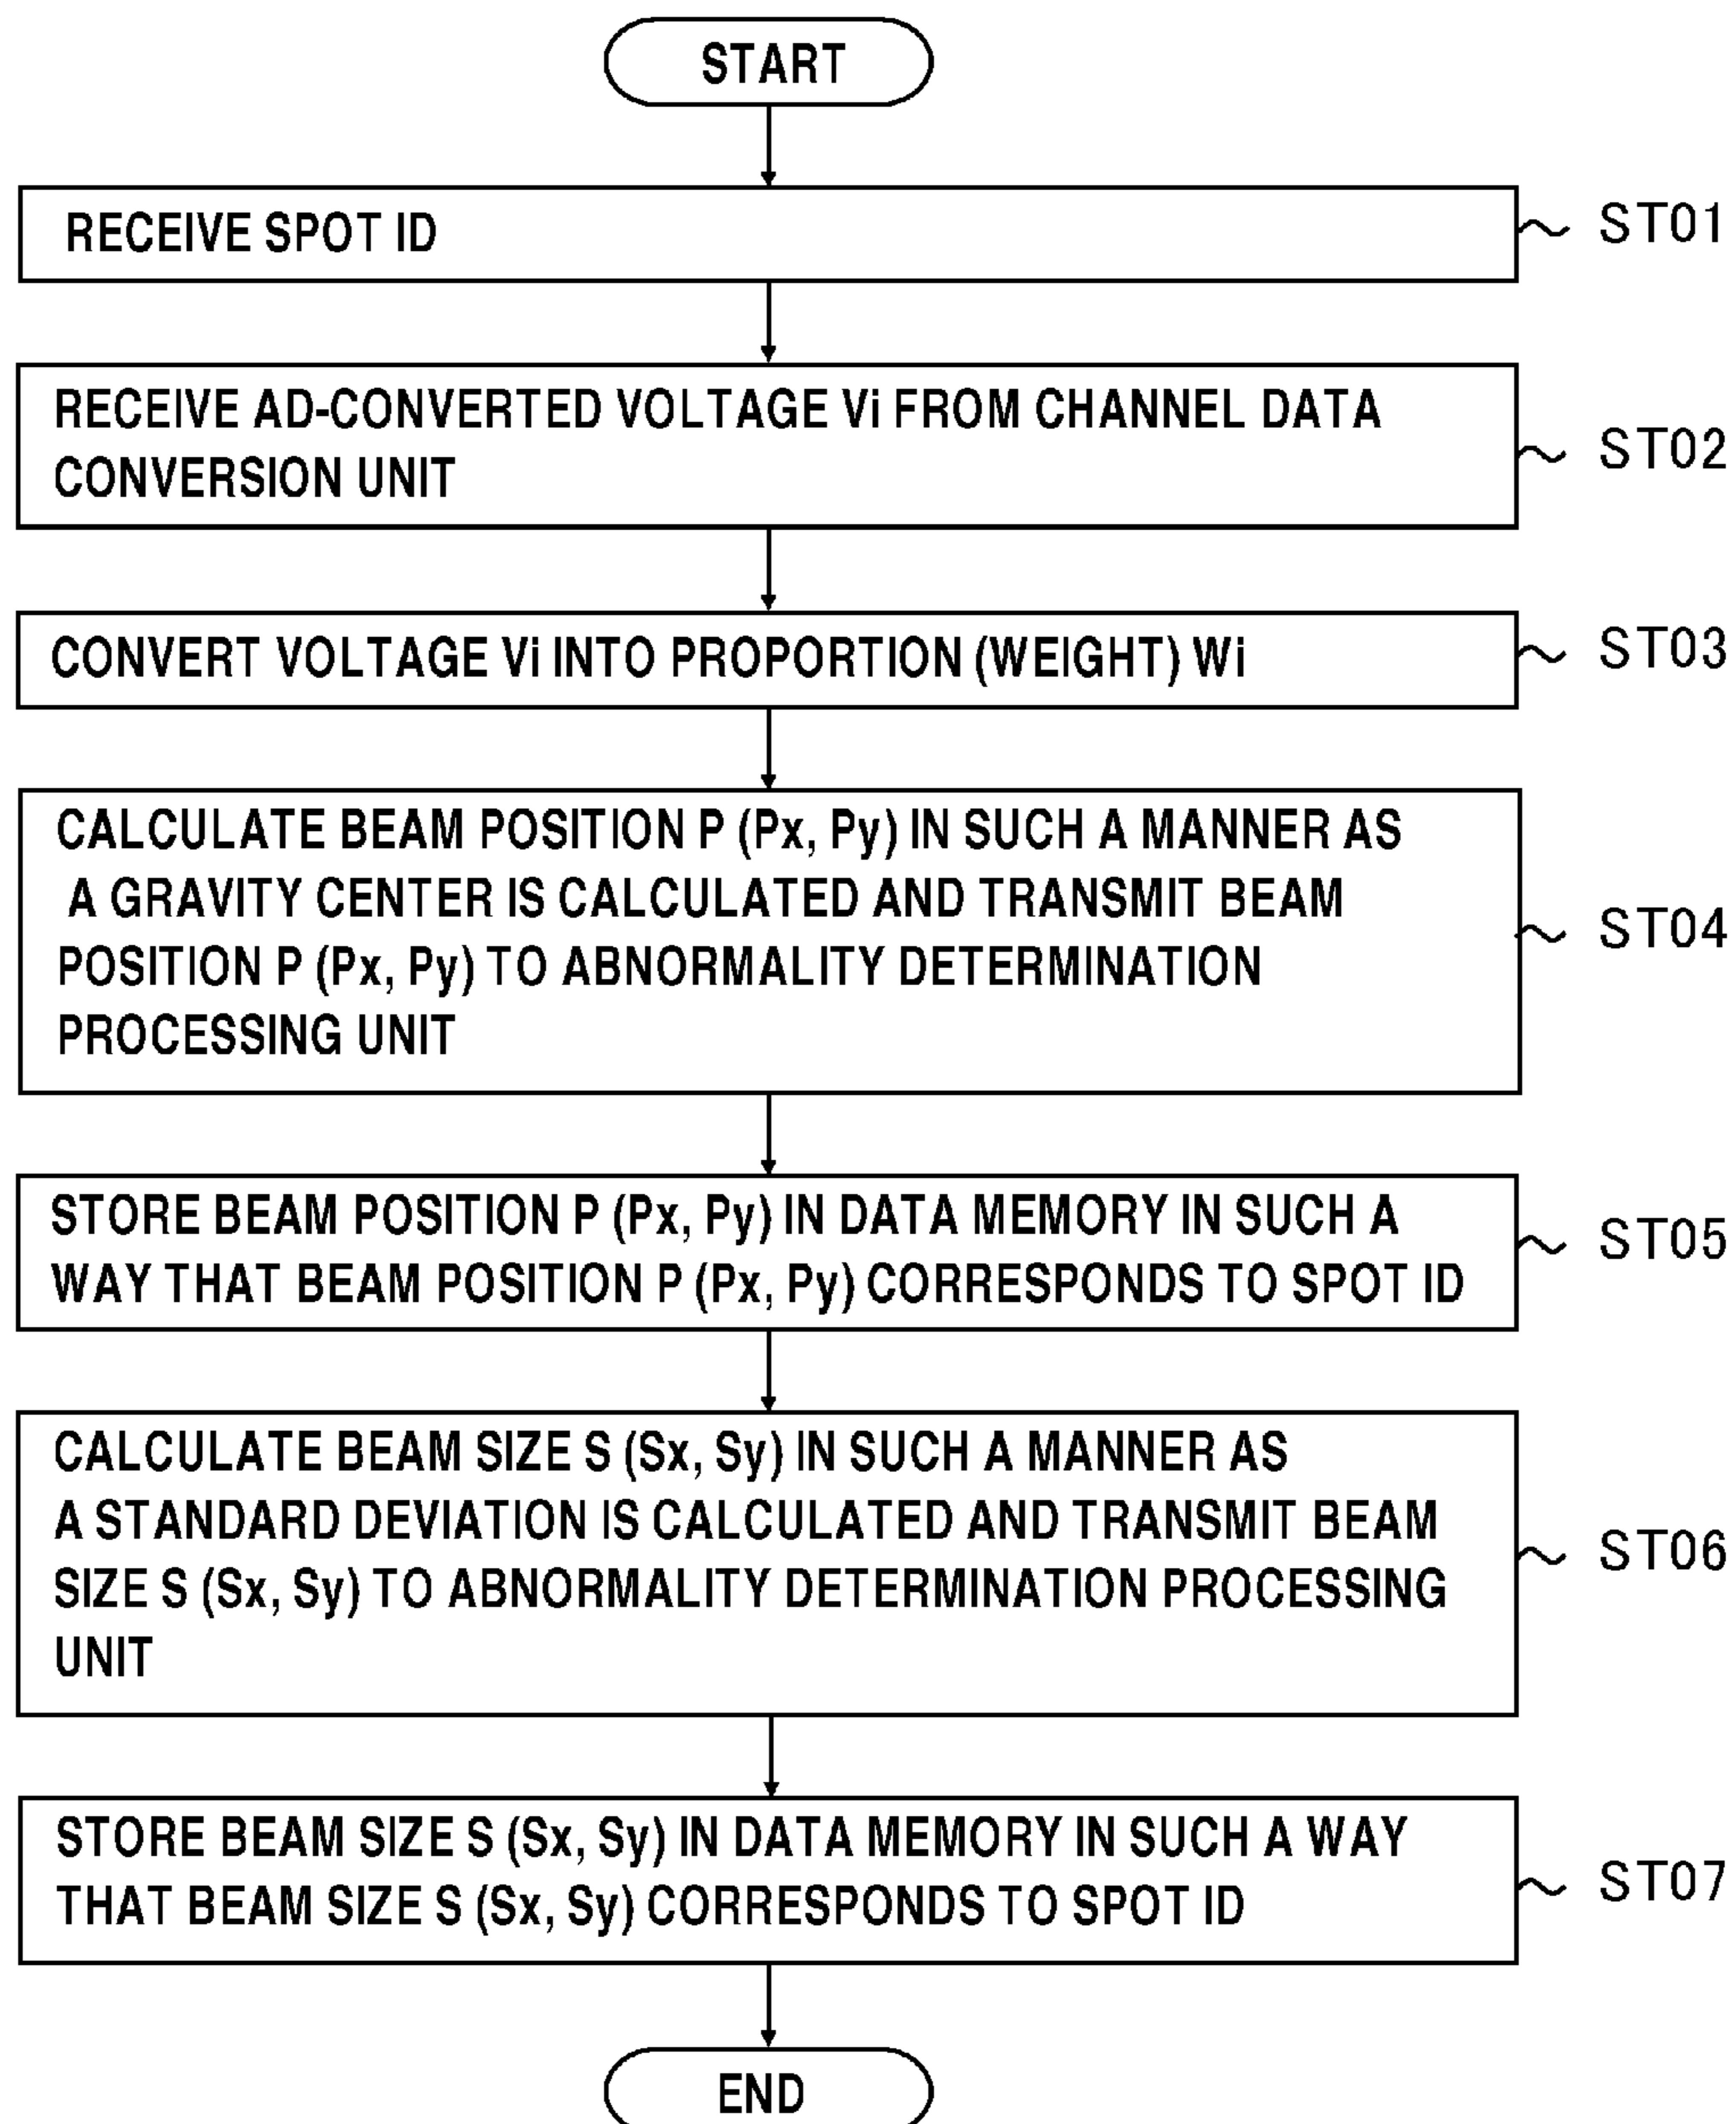 START
RECEIVE SPOT ID
ST01
RECEIVE AD-CONVERTED VOLTAGE Vi FROM CHANNEL DATA
CONVERSION UNIT
ST02
CONVERT VOLTAGE Vi INTO PROPORTION (WEIGHT) Wi
ST03
CALCULATE BEAM POSITION P (Px, Py) IN SUCH A MANNER AS
A GRAVITY CENTER IS CALCULATED AND TRANSMIT BEAM
POSITION P (Px, Py) TO ABNORMALITY DETERMINATION
PROCESSING UNIT
ST04
STORE BEAM POSITION P (Px, Py) IN DATA MEMORY IN SUCH A
WAY THAT BEAM POSITION P (Px, Py) CORRESPONDS TO SPOT ID
ST05
CALCULATE BEAM SIZE S (Sx, Sy) IN SUCH A MANNER AS
A STANDARD DEVIATION IS CALCULATED AND TRANSMIT BEAM
SIZE S (Sx, Sy) TO ABNORMALITY DETERMINATION PROCESSING
UNIT
ST06
STORE BEAM SIZE S (Sx, Sy) IN DATA MEMORY IN SUCH A WAY
THAT BEAM SIZE S (Sx, Sy) CORRESPONDS TO SPOT ID
ST07
END